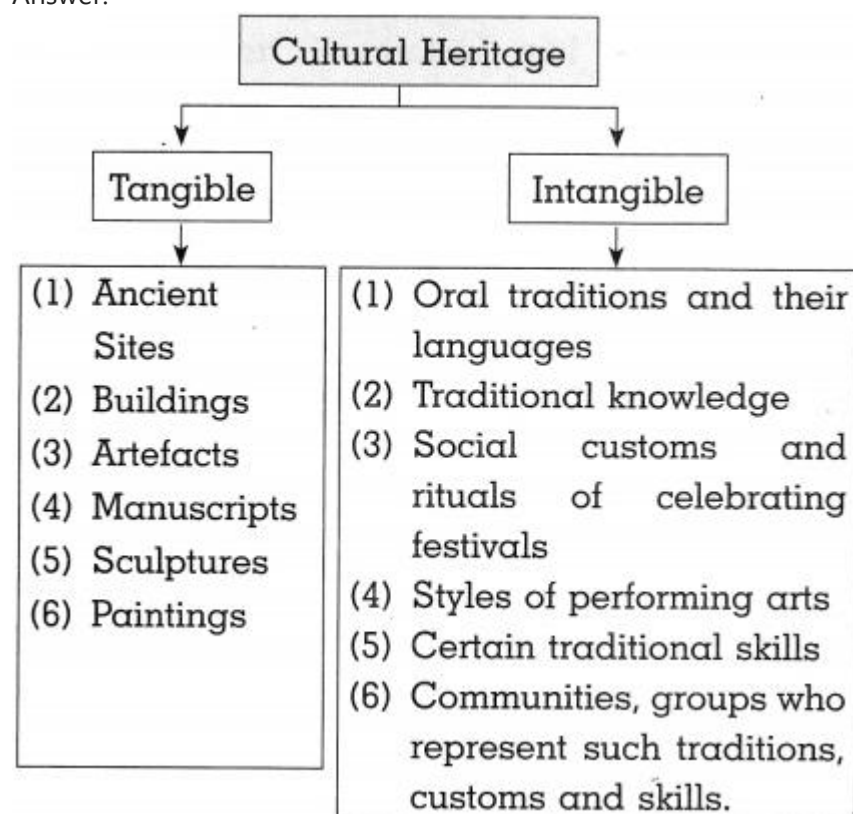 Answer:
Cultural Heritage
Tangible
Intangible
(1) Ancient
Sites
(2) Buildings
(3) Artefacts
(4) Manuscripts
(5) Sculptures
(6) Paintings
(1) Oral traditions and their
languages
(2) Traditional knowledge
(3) Social customs and
rituals of celebrating
festivals
(4) Styles of performing arts
(5) Certain traditional skills
(6) Communities, groups who
represent such traditions,
customs and skills.